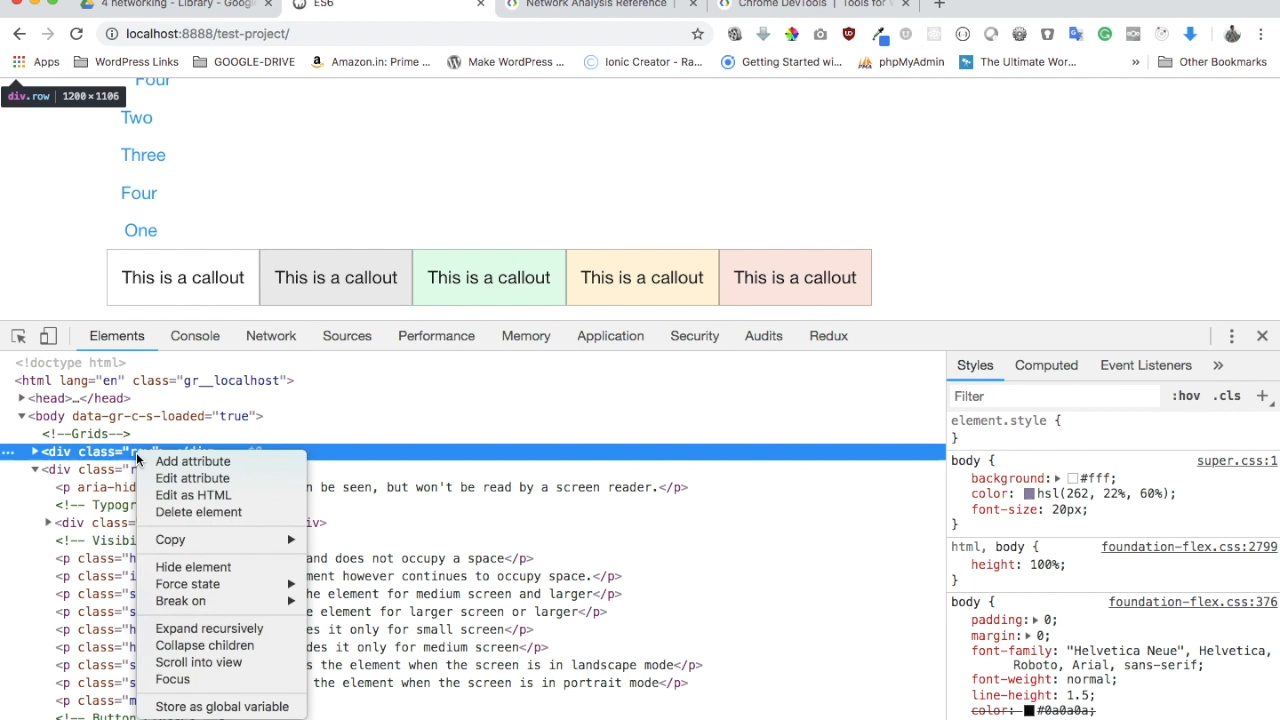 4 networking - Library - Google ES6 Network Analysis Reference Chrome DevTools | Tools for
localhost:8888/test-project/
Apps WordPress Links GOOGLE-DRIVE Amazon.in: Prime ... Make WordPress ... Ionic Creator - Ra... Getting Started wi... phpMyAdmin The Ultimate Wor... » Other Bookmarks
Four
div.row | 1200×1106
Two
Three
Four
One
This is a callout This is a callout This is a callout This is a callout This is a callout
Elements Console Network Sources Performance Memory Application Security Audits Redux
<!doctype html>
<html lang="en" class="gr__localhost">
<head>…</head>
<body data-gr-c-s-loaded="true">
<!--Grids-->
<div class="r
<div class="r
<p aria-hid n be seen, but won't be read by a screen reader.</p>
<!-- Typogr
<div clas iv>
<!-- Visibi
<p class="h and does not occupy a space</p>
<p class="i ment however continues to occupy space.</p>
<p class="s he element for medium screen and larger</p>
<p class="s e element for larger screen or larger</p>
<p class="h es it only for small screen</p>
<p class="h des it only for medium screen</p>
<p class="s s the element when the screen is in landscape mode</p>
<p class="s the element when the screen is in portrait mode</p>
<p class="m
<!-- Button
Add attribute
Edit attribute
Edit as HTML
Delete element
Copy
Hide element
Force state
Break on
Expand recursively
Collapse children
Scroll into view
Focus
Store as global variable
Styles Computed Event Listeners »
Filter :hov .cls +
element.style {
}
body { super.css:1
background: #fff;
color: hsl(262, 22%, 60%);
font-size: 20px;
}
html, body { foundation-flex.css:2799
height: 100%;
}
body { foundation-flex.css:376
padding: 0;
margin: 0;
font-family: "Helvetica Neue", Helvetica,
Roboto, Arial, sans-serif;
font-weight: normal;
line-height: 1.5;
color: #0a0a0a;